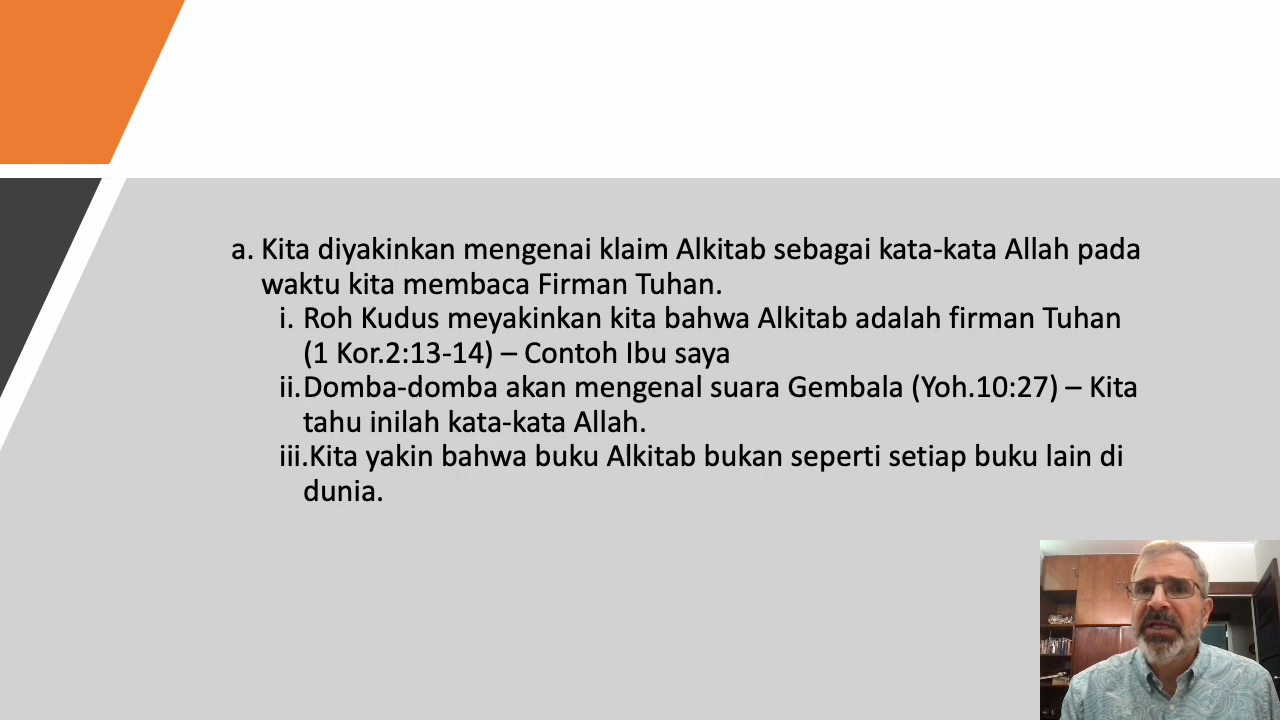 a. Kita diyakinkan mengenai klaim Alkitab sebagai kata-kata Allah pada
waktu kita membaca Firman Tuhan.
i. Roh Kudus meyakinkan kita bahwa Alkitab adalah firman Tuhan
(1 Kor.2:13-14) – Contoh Ibu saya
ii. Domba-domba akan mengenal suara Gembala (Yoh.10:27) – Kita
tahu inilah kata-kata Allah.
iii.Kita yakin bahwa buku Alkitab bukan seperti setiap buku lain di
dunia.